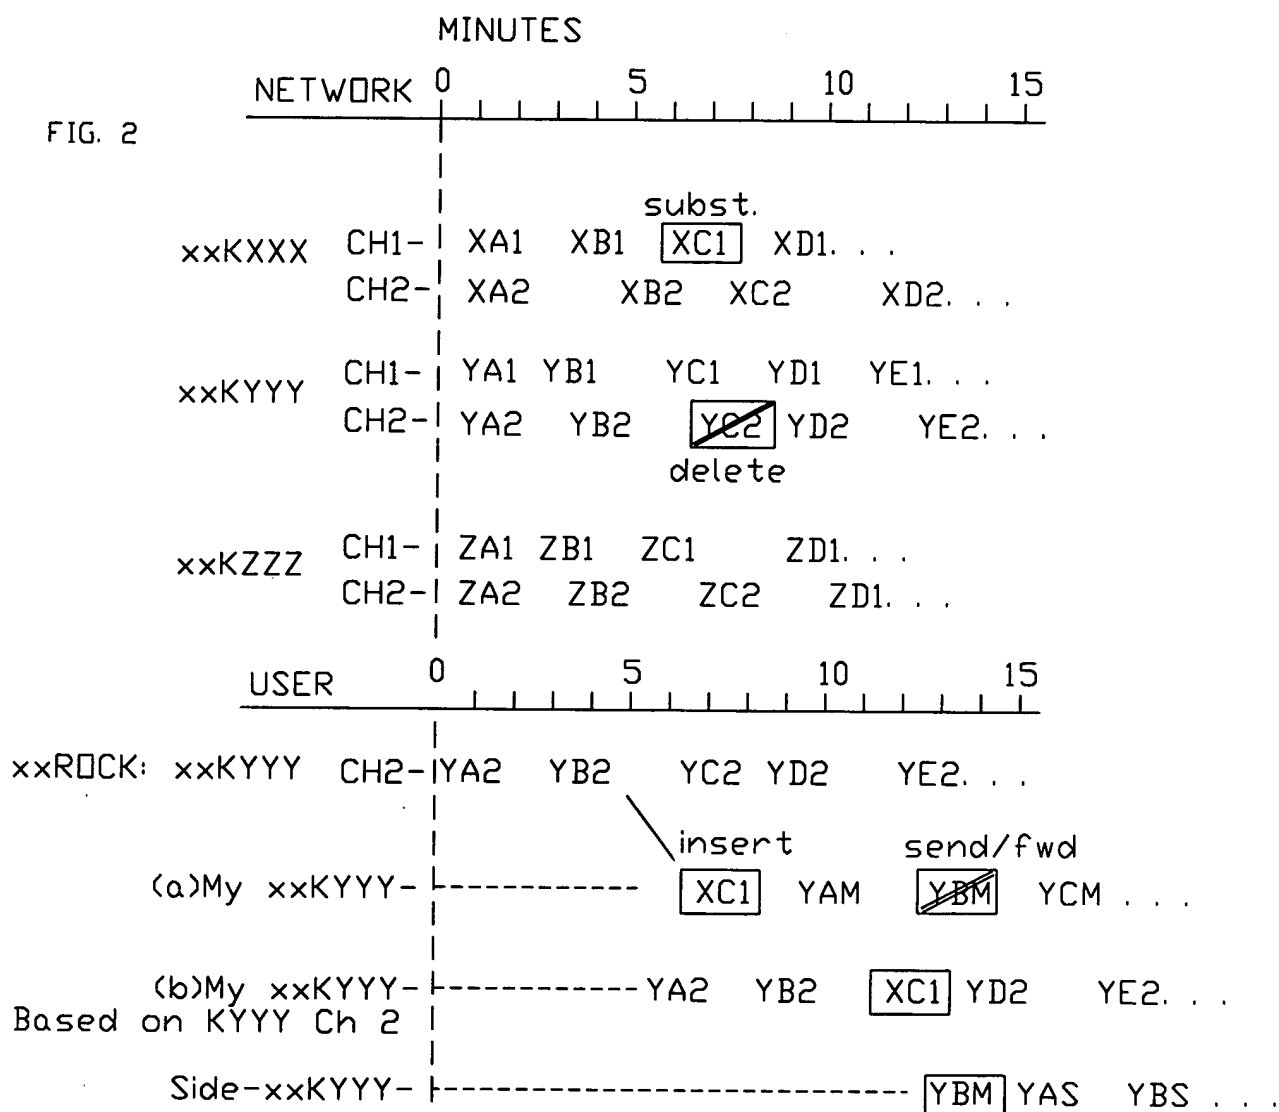 MINUTES
NETWORK 0 5 10 15
FIG. 2
subst.
xxKXXX CH1- XA1 XB1 XC1 XD1. . .
CH2- XA2 XB2 XC2 XD2. . .
xxKYYY CH1- YA1 YB1 YC1 YD1 YE1. . .
CH2- YA2 YB2 YC2 YD2 YE2. . .
delete
xxKZZZ CH1- ZA1 ZB1 ZC1 ZD1. . .
CH2- ZA2 ZB2 ZC2 ZD1. . .
USER 0 5 10 15
xxROCK: xxKYYY CH2- YA2 YB2 YC2 YD2 YE2. . .
insert send/fwd
(a)My xxKYYY- XC1 YAM YBM YCM . . .
(b)My xxKYYY- YA2 YB2 XC1 YD2 YE2. . .
Based on KYYY Ch 2
Side-xxKYYY- YBM YAS YBS . . .